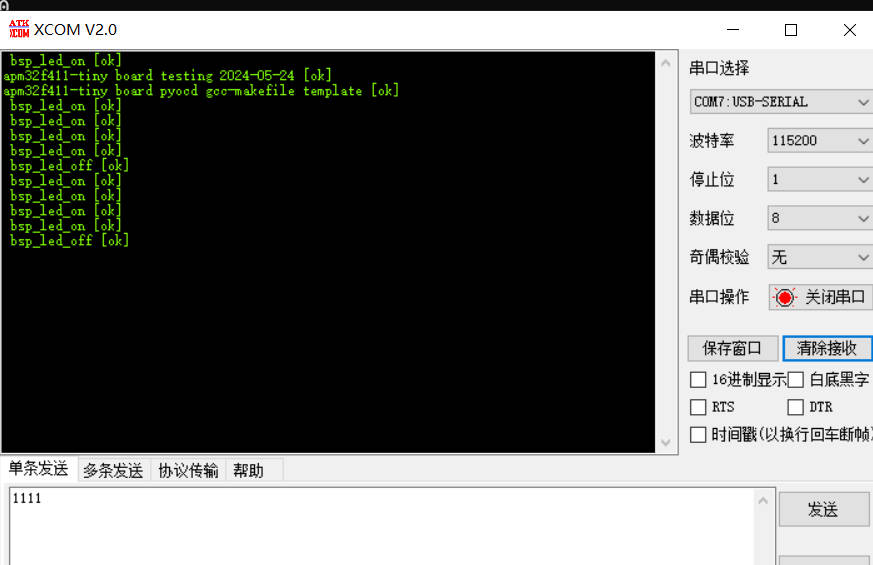 ATK
XCOM
XCOM V2.0
bsp_led_on [ok]
apm32f411-tiny board testing 2024-05-24 [ok]
apm32f411-tiny board pyocd gcc-makefile template [ok]
bsp_led_on [ok]
bsp_led_on [ok]
bsp_led_on [ok]
bsp_led_on [ok]
bsp_led_off [ok]
bsp_led_on [ok]
bsp_led_on [ok]
bsp_led_on [ok]
bsp_led_on [ok]
bsp_led_off [ok]
串口选择
COM7:USB-SERIAL
波特率 115200
停止位 1
数据位 8
奇偶校验 无
串口操作 关闭串口
保存窗口 清除接收
16进制显示 白底黑字
RTS DTR
时间戳(以换行回车断帧)
单条发送 多条发送 协议传输 帮助
1111
发送